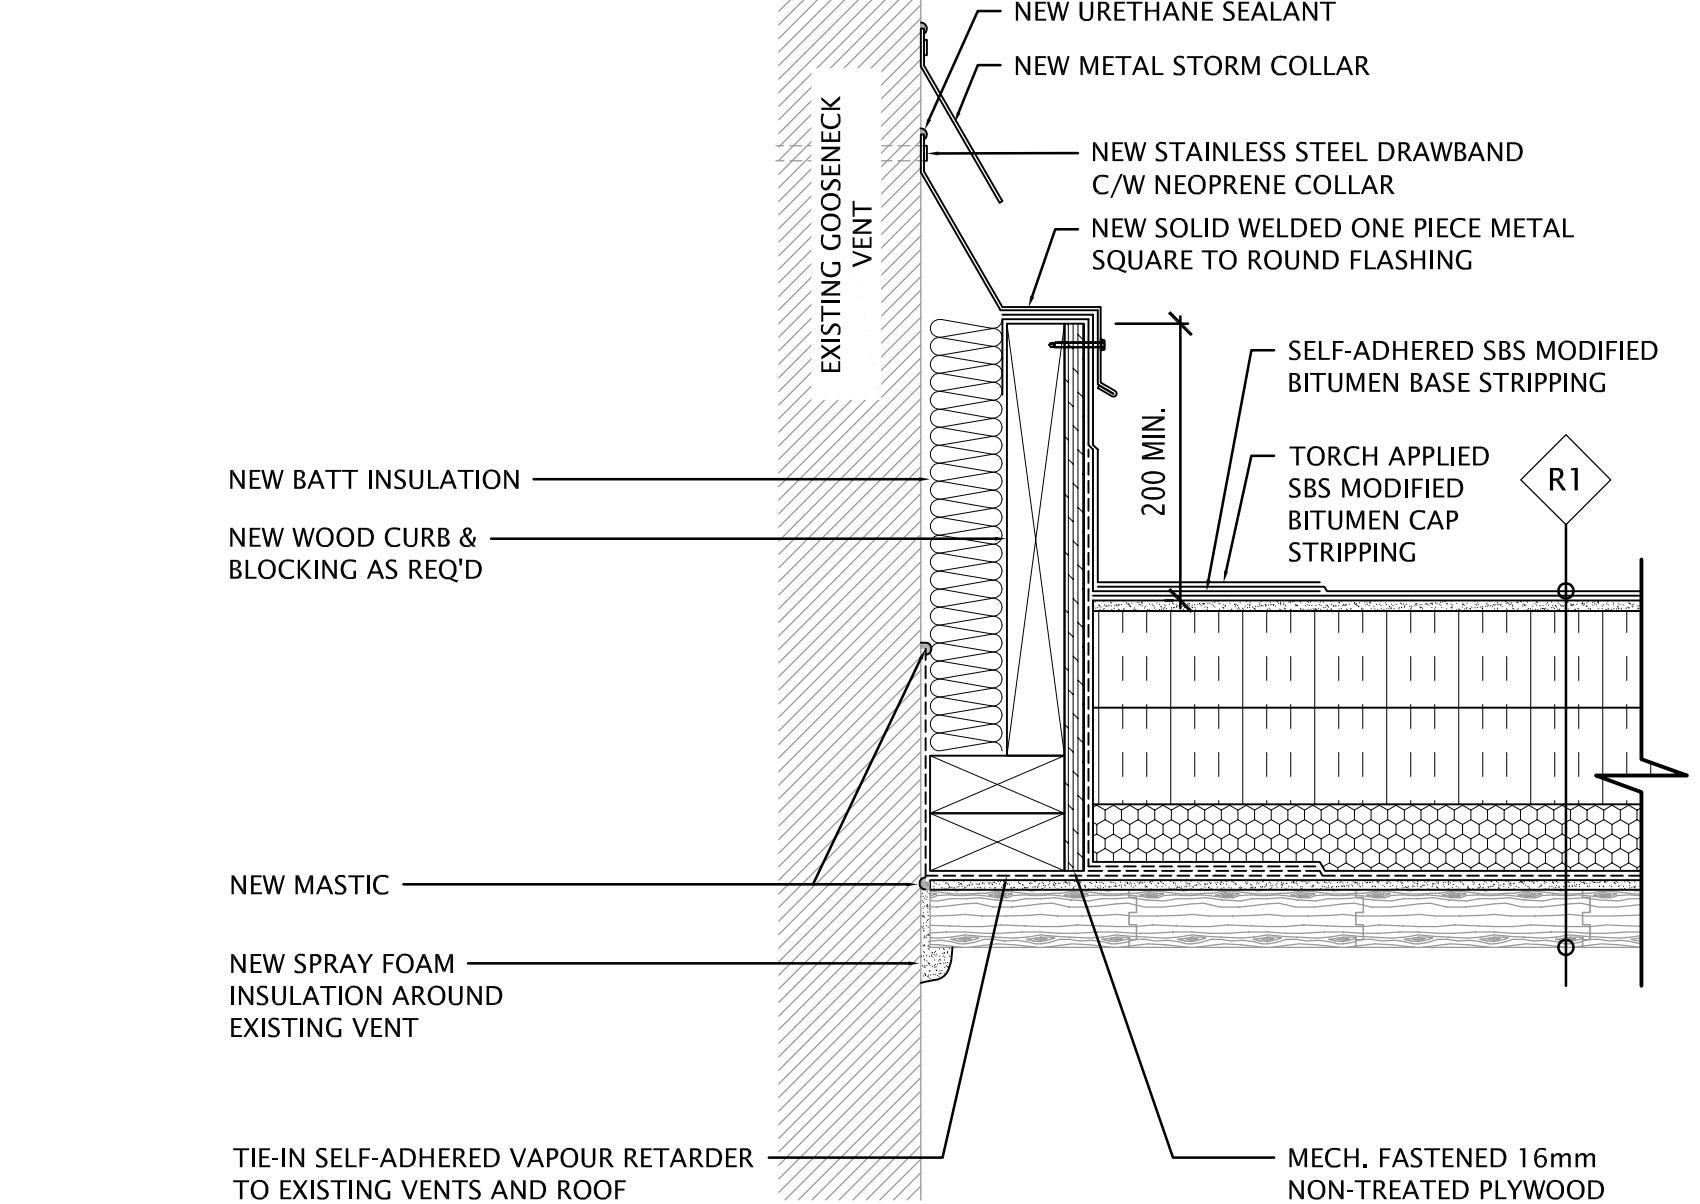 NEW URETHANE SEALANT
NEW METAL STORM COLLAR
NEW STAINLESS STEEL DRAWBAND
C/W NEOPRENE COLLAR
NEW SOLID WELDED ONE PIECE METAL
SQUARE TO ROUND FLASHING
EXISTING GOOSENECK
VENT
SELF-ADHERED SBS MODIFIED
BITUMEN BASE STRIPPING
200 MIN.
TORCH APPLIED
SBS MODIFIED
BITUMEN CAP
STRIPPING
R1
NEW BATT INSULATION
NEW WOOD CURB &
BLOCKING AS REQ'D
NEW MASTIC
NEW SPRAY FOAM
INSULATION AROUND
EXISTING VENT
TIE-IN SELF-ADHERED VAPOUR RETARDER
TO EXISTING VENTS AND ROOF
MECH. FASTENED 16mm
NON-TREATED PLYWOOD